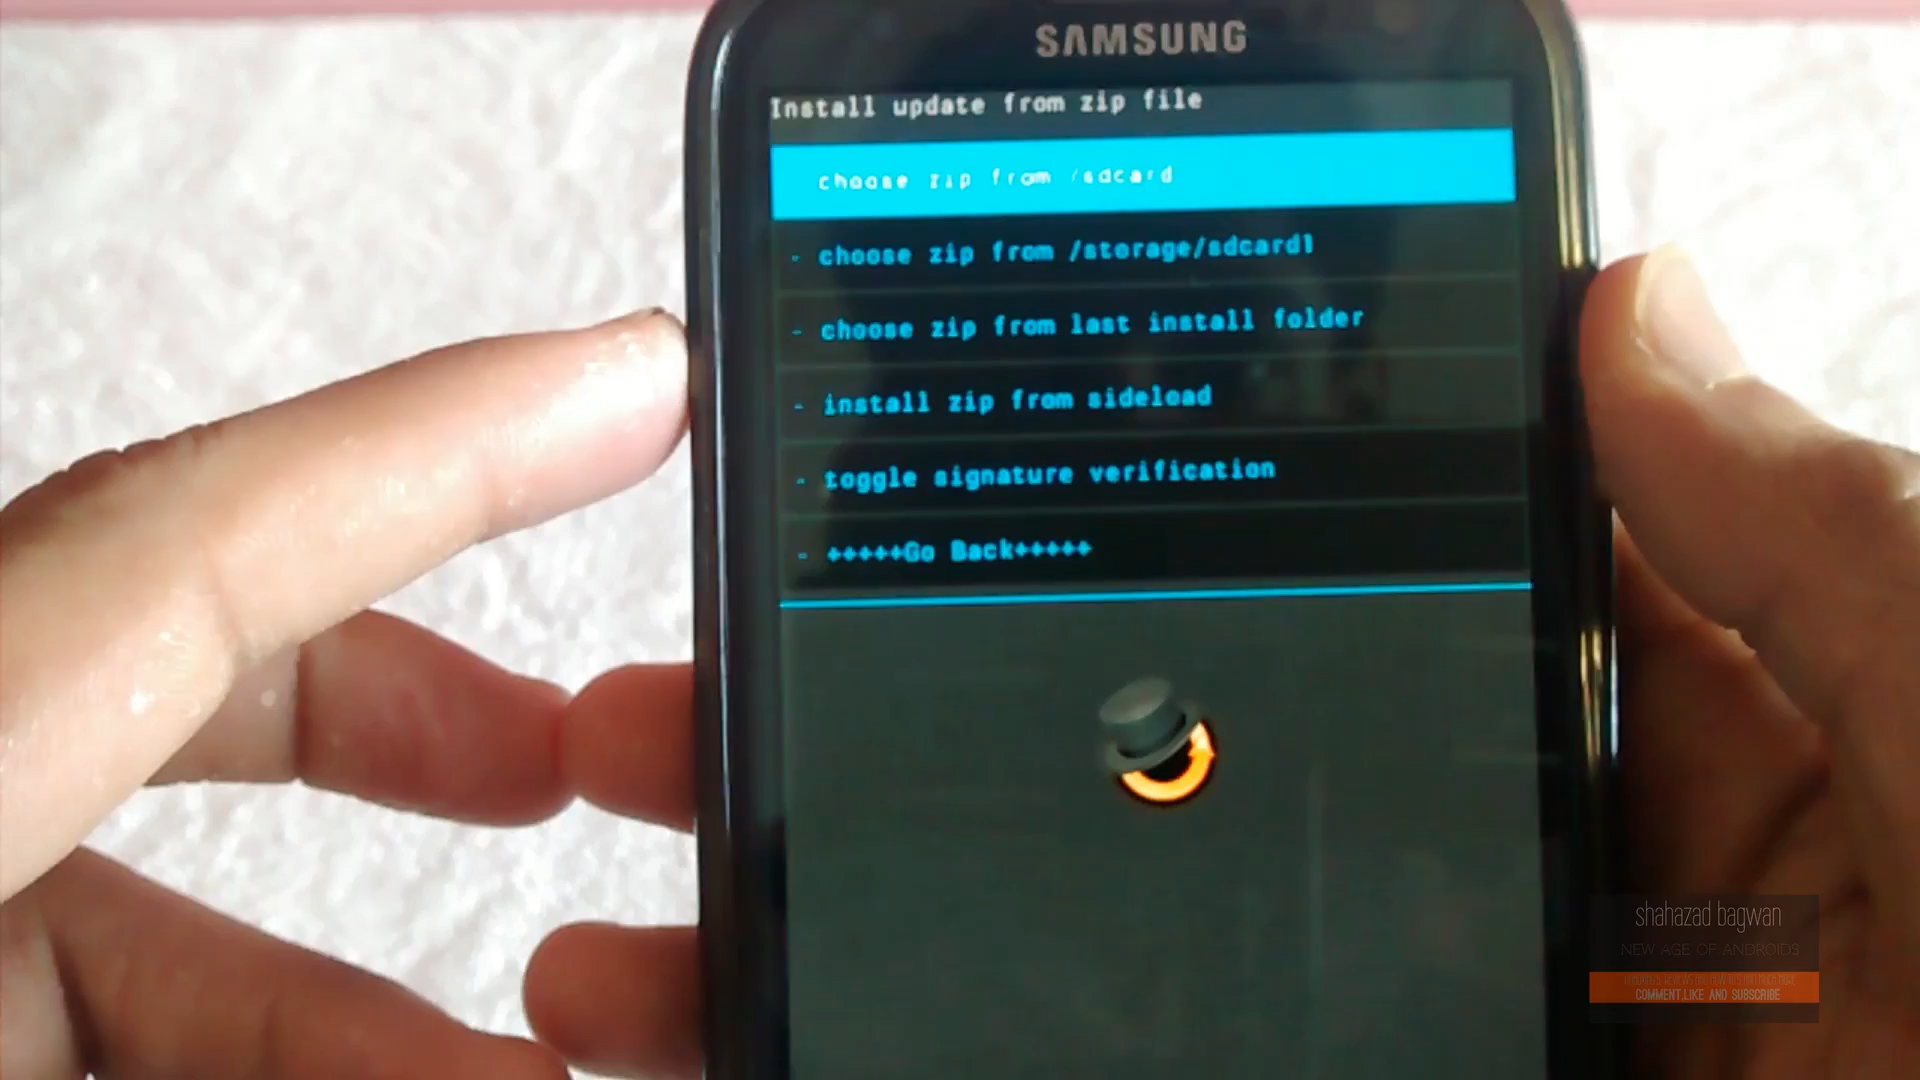 SAMSUNG
Install update from zip file
choose zip from /sdcard
- choose zip from /storage/sdcard1
- choose zip from last install folder
- install zip from sideload
- toggle signature verification
- +++++Go Back+++++
shahazad bagwan
NEW AGE OF ANDROIDS
COMMENT,LIKE AND SUBSCRIBE